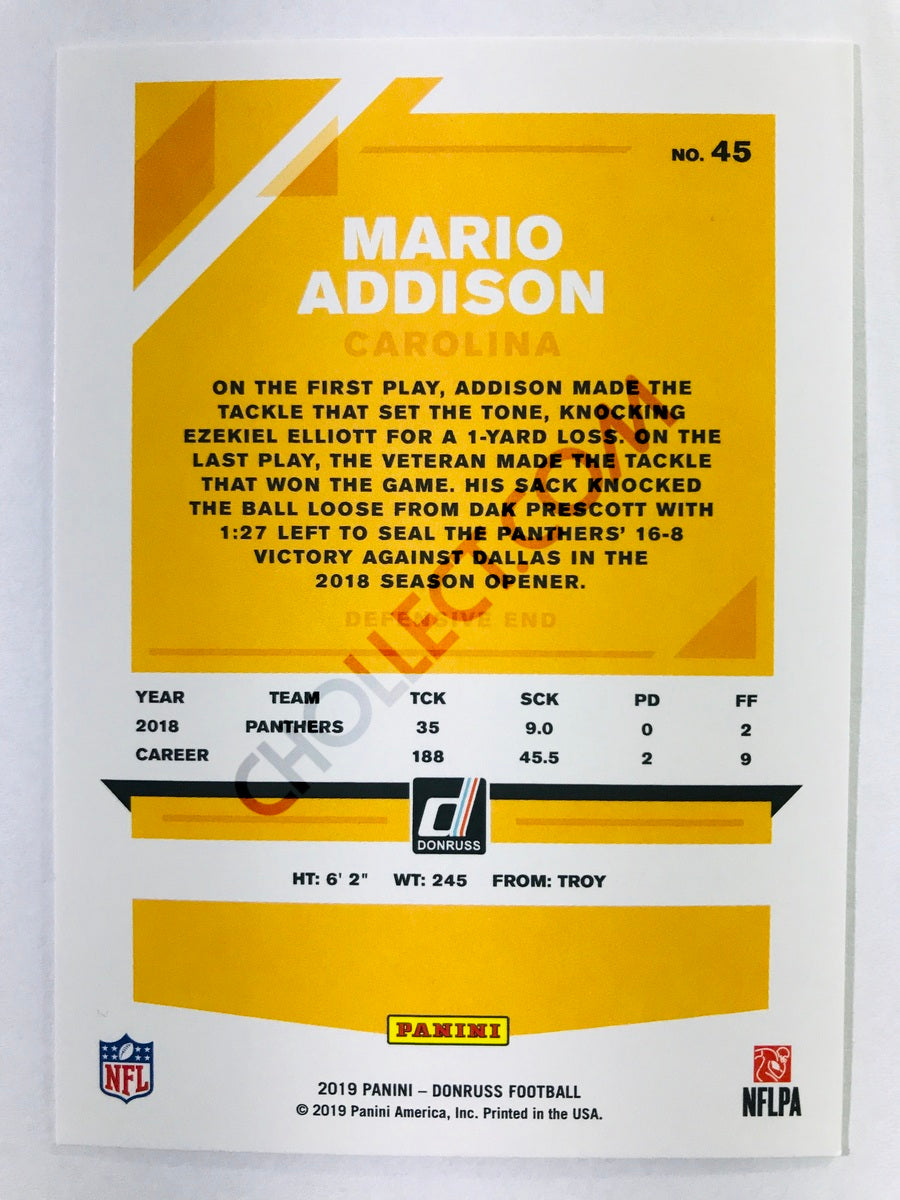 NO. 45
MARIO
ADDISON
CAROLINA
ON THE FIRST PLAY, ADDISON MADE THE
TACKLE THAT SET THE TONE, KNOCKING
EZEKIEL ELLIOTT FOR A 1-YARD LOSS. ON THE
LAST PLAY, THE VETERAN MADE THE TACKLE
THAT WON THE GAME. HIS SACK KNOCKED
THE BALL LOOSE FROM DAK PRESCOTT WITH
1:27 LEFT TO SEAL THE PANTHERS' 16-8
VICTORY AGAINST DALLAS IN THE
2018 SEASON OPENER.
DEFENSIVE END
CHOLLECT.COM
YEAR TEAM TCK SCK PD FF
2018 PANTHERS 35 9.0 0 2
CAREER 188 45.5 2 9
d
DONRUSS
HT: 6' 2" WT: 245 FROM: TROY
PANINI
NFL
2019 PANINI – DONRUSS FOOTBALL
© 2019 Panini America, Inc. Printed in the USA.
NFLPA